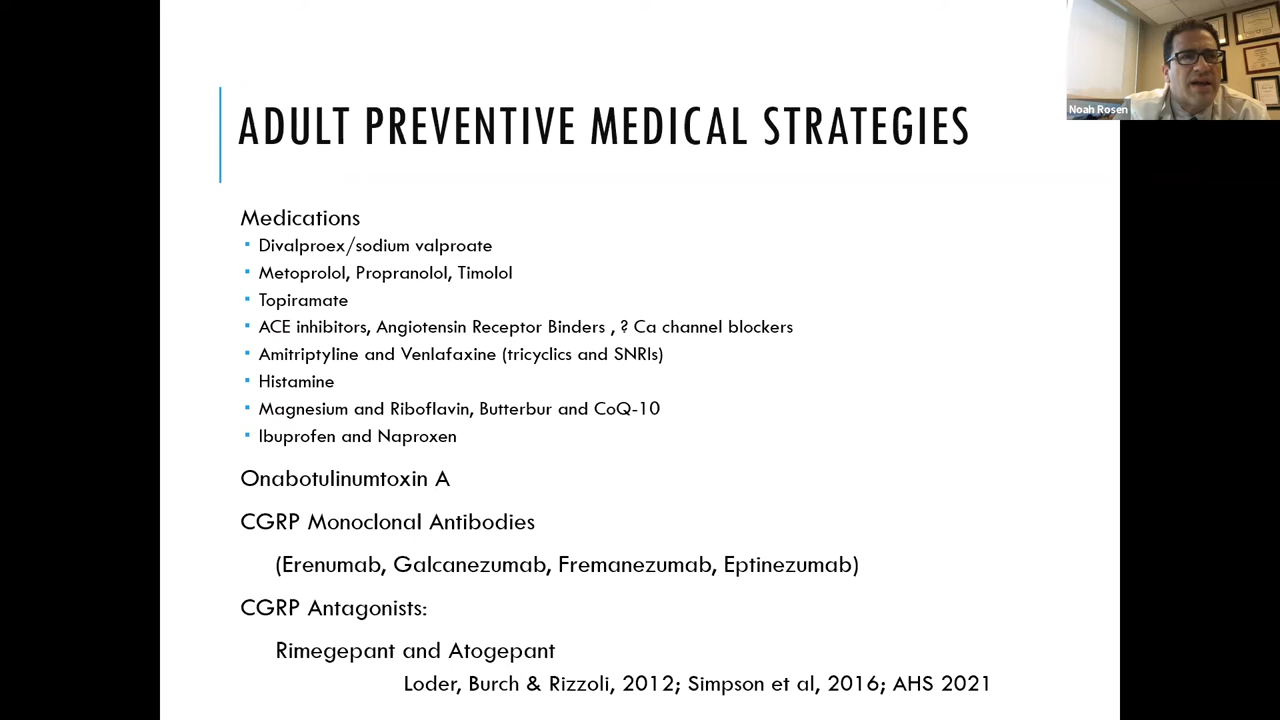 ADULT PREVENTIVE MEDICAL STRATEGIES
Noah Rosen
Medications
Divalproex/sodium valproate
Metoprolol, Propranolol, Timolol
Topiramate
ACE inhibitors, Angiotensin Receptor Binders , ? Ca channel blockers
Amitriptyline and Venlafaxine (tricyclics and SNRIs)
Histamine
Magnesium and Riboflavin, Butterbur and CoQ-10
Ibuprofen and Naproxen
Onabotulinumtoxin A
CGRP Monoclonal Antibodies
(Erenumab, Galcanezumab, Fremanezumab, Eptinezumab)
CGRP Antagonists:
Rimegepant and Atogepant
Loder, Burch & Rizzoli, 2012; Simpson et al, 2016; AHS 2021